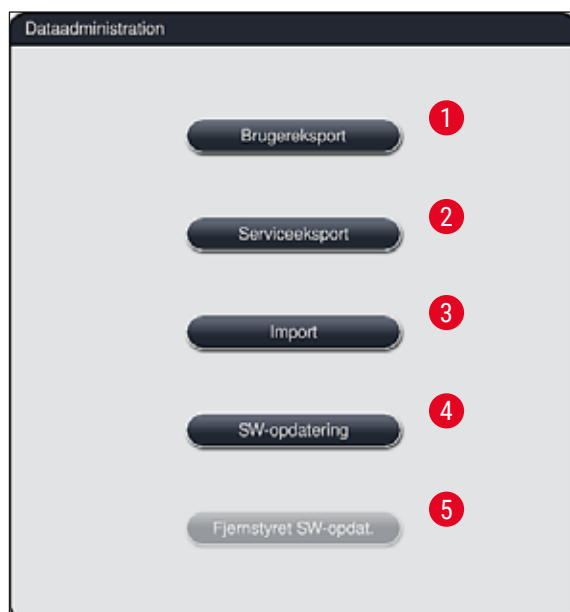 Dataadministration
Brugereksport
1
Serviceeksport
2
Import
3
SW-opdatering
4
Fjernstyret SW-opdat.
5